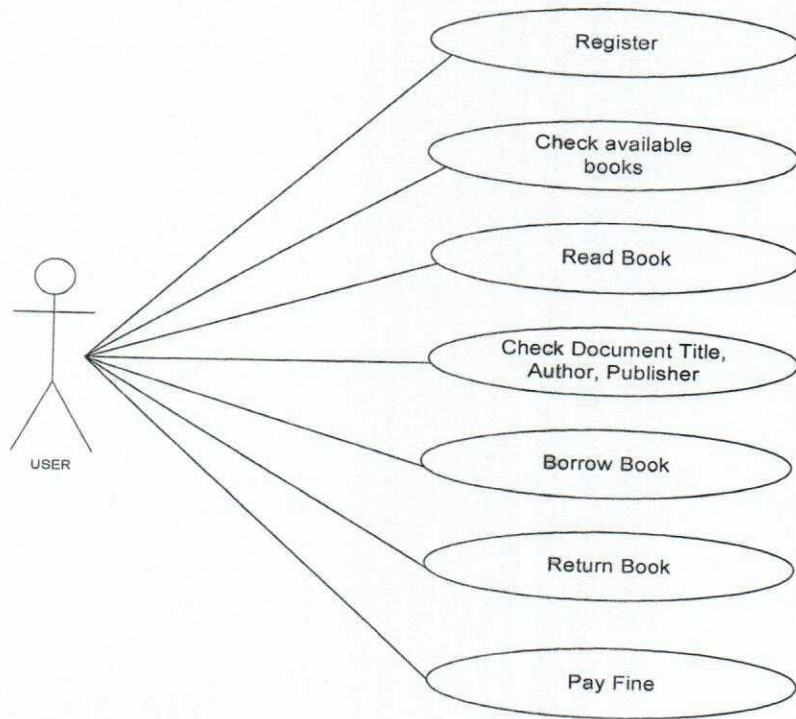 Register
Check available
books
Read Book
Check Document Title,
Author, Publisher
Borrow Book
USER
Return Book
Pay Fine